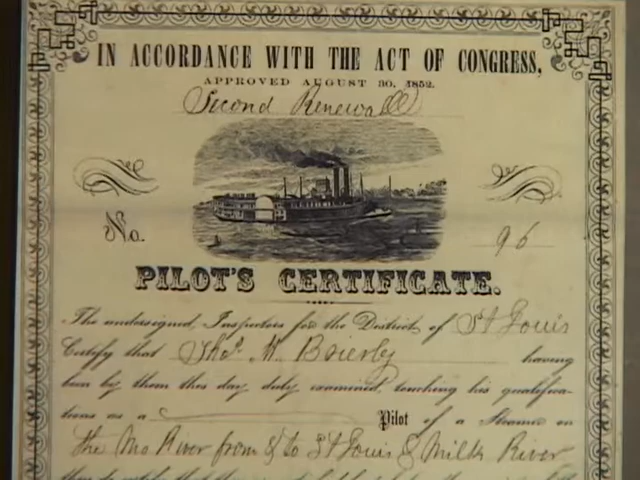 IN ACCORDANCE WITH THE ACT OF CONGRESS,
APPROVED AUGUST 30, 1852.
Second Renewal
No. 96
PILOT'S CERTIFICATE.
The undersigned, Inspectors for the District of St Louis
Certify that Thos. W. Brierly having
been by them this day duly examined, touching his qualifica-
tions as a Pilot of a Steamer on
the Mo River from & to St Louis & Milk River